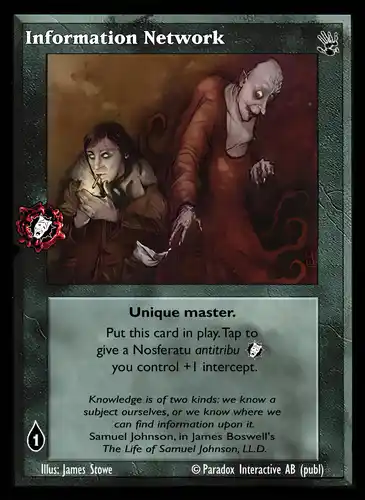 Information Network
Unique master.
Put this card in play. Tap to
give a Nosferatu antitribu
you control +1 intercept.
Knowledge is of two kinds: we know a
subject ourselves, or we know where we
can find information upon it.
Samuel Johnson, in James Boswell's
The Life of Samuel Johnson, LL.D.
1
Illus: James Stowe
© Paradox Interactive AB (publ)